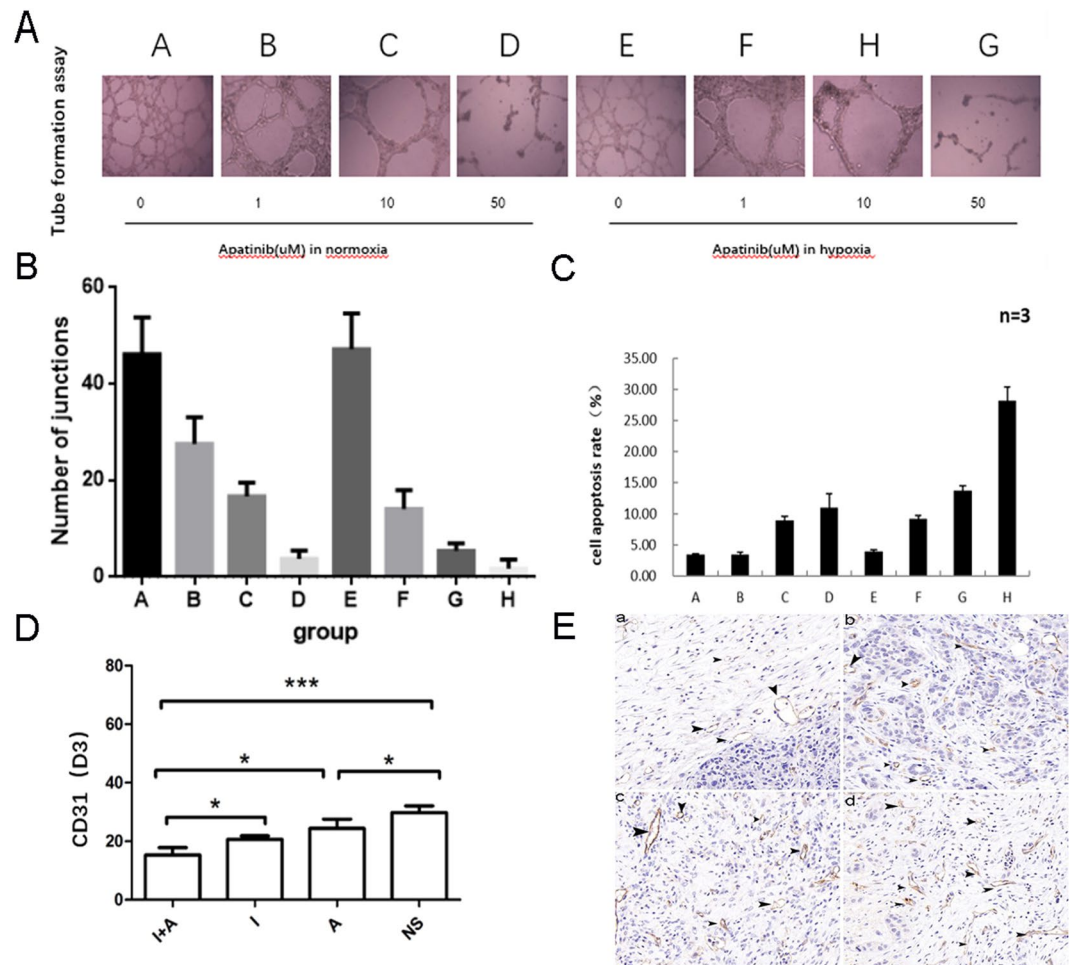 A
A B C D E F H G
Tube formation assay
0 1 10 50 0 1 10 50
Apatinib(uM) in normoxia Apatinib(uM) in hypoxia
B
60
40
20
0
Number of junctions
A B C D E F G H
group
C
n=3
35.00
30.00
25.00
20.00
15.00
10.00
5.00
0.00
cell apoptosis rate（%）
A B C D E F G H
D
80
60
40
20
0
CD31（D3）
***
* *
*
I+A I A NS
E
a b
c d